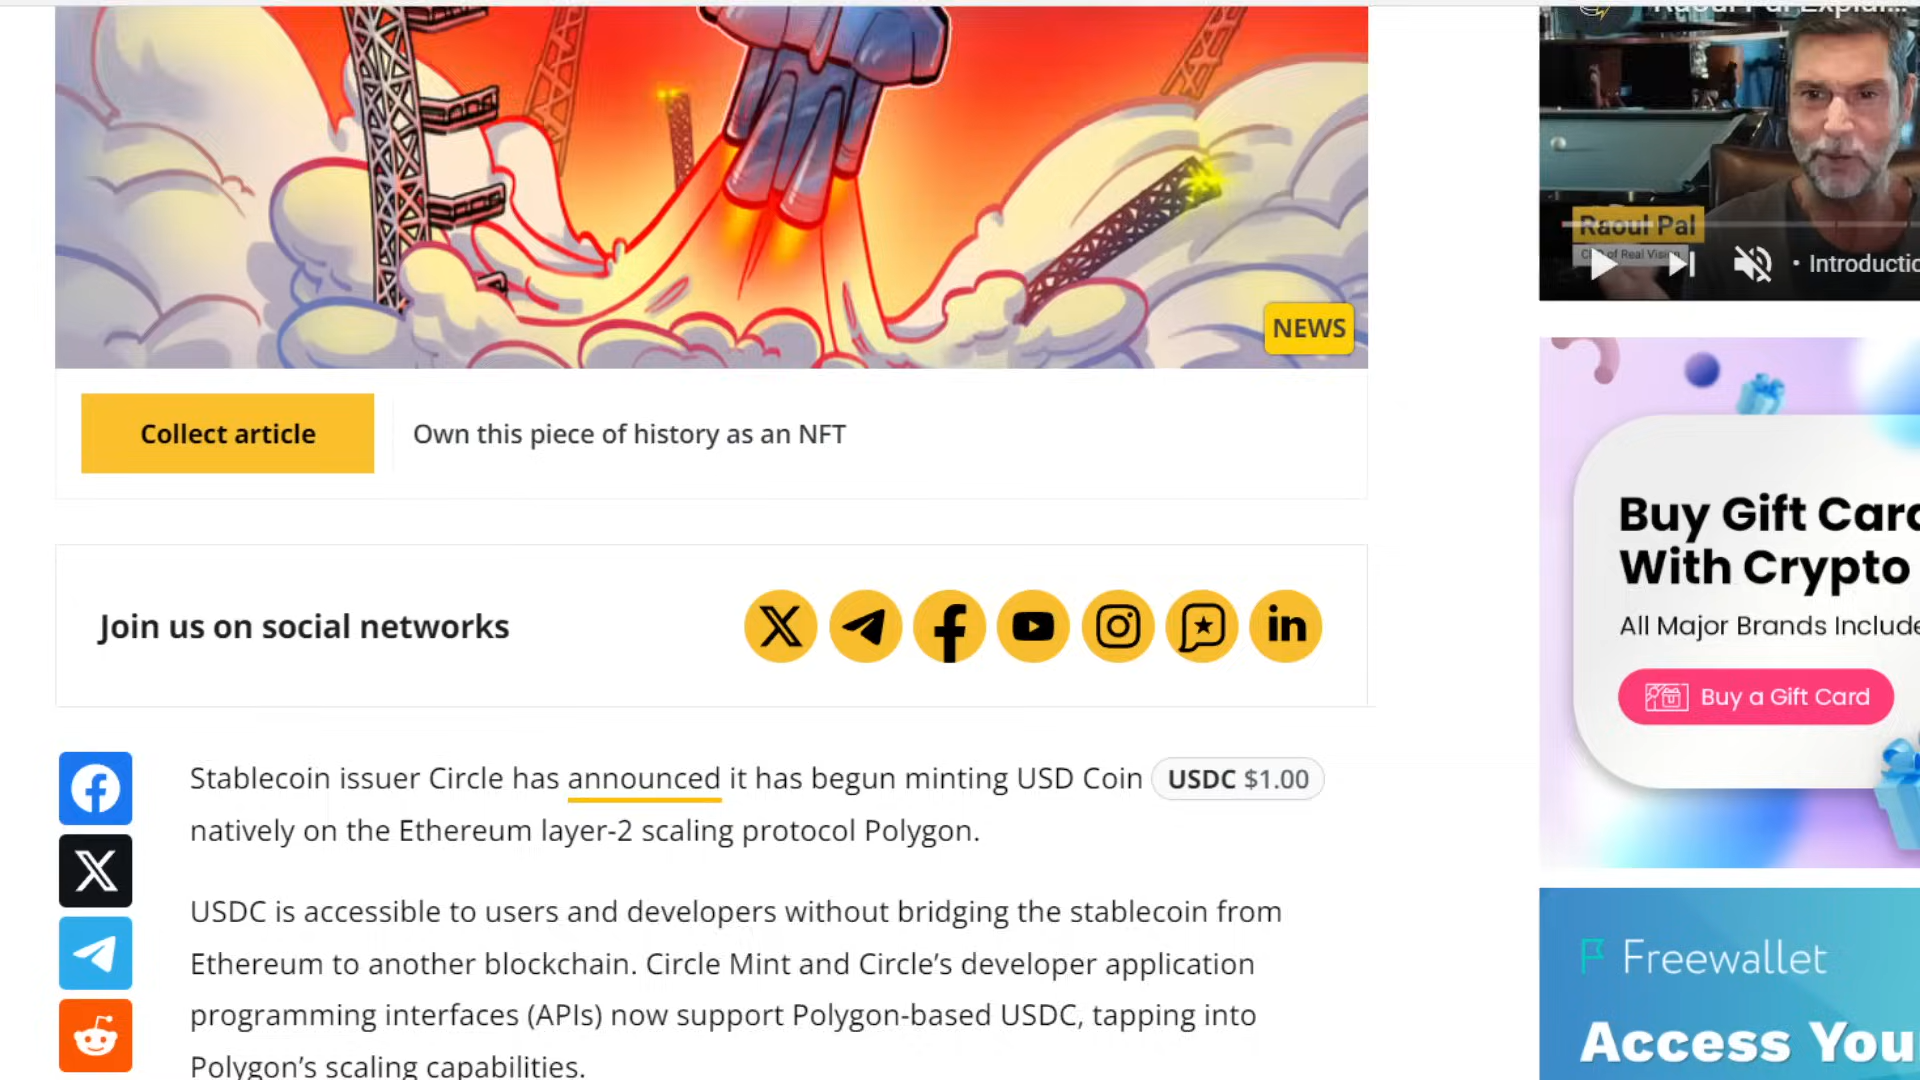 NEWS
Collect article
Own this piece of history as an NFT
Join us on social networks
Stablecoin issuer Circle has announced it has begun minting USD Coin USDC $1.00
natively on the Ethereum layer-2 scaling protocol Polygon.
USDC is accessible to users and developers without bridging the stablecoin from
Ethereum to another blockchain. Circle Mint and Circle’s developer application
programming interfaces (APIs) now support Polygon-based USDC, tapping into
Polygon’s scaling capabilities.
Raoul Pal
of Real Vision
• Introductio
Buy Gift Card
With Crypto
All Major Brands Include
Buy a Gift Card
Freewallet
Access You